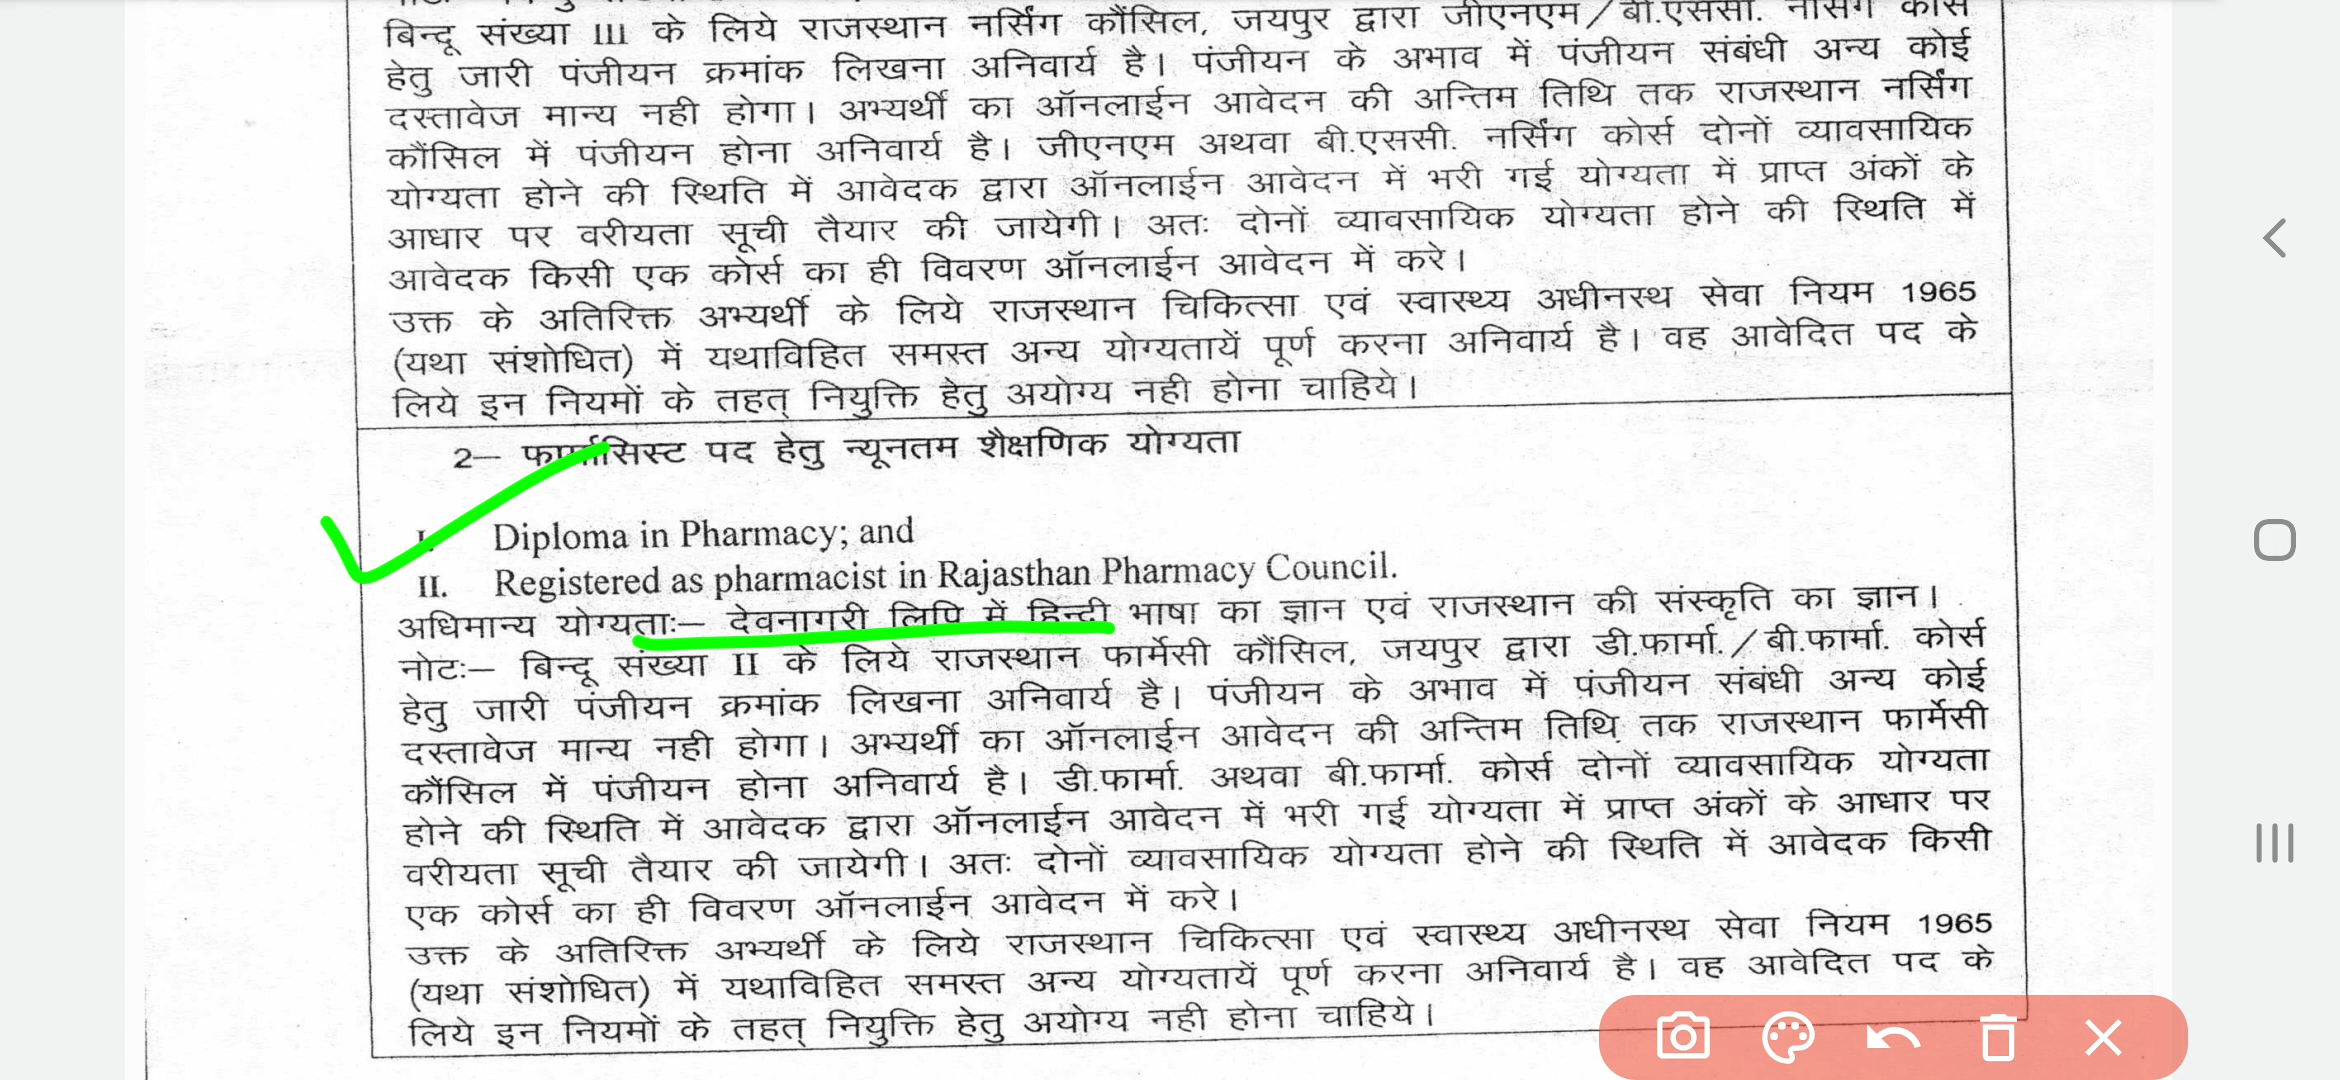 बिन्दू संख्या III के लिये राजस्थान नर्सिंग कौंसिल, जयपुर द्वारा जीएनएम/बी.एससी. नर्सिंग कोर्स
हेतु जारी पंजीयन क्रमांक लिखना अनिवार्य है। पंजीयन के अभाव में पंजीयन संबंधी अन्य कोई
दस्तावेज मान्य नही होगा। अभ्यर्थी का ऑनलाईन आवेदन की अन्तिम तिथि तक राजस्थान नर्सिंग
कौंसिल में पंजीयन होना अनिवार्य है। जीएनएम अथवा बी.एससी. नर्सिंग कोर्स दोनों व्यावसायिक
योग्यता होने की स्थिति में आवेदक द्वारा ऑनलाईन आवेदन में भरी गई योग्यता में प्राप्त अंकों के
आधार पर वरीयता सूची तैयार की जायेगी। अतः दोनों व्यावसायिक योग्यता होने की स्थिति में
आवेदक किसी एक कोर्स का ही विवरण ऑनलाईन आवेदन में करे।
उक्त के अतिरिक्त अभ्यर्थी के लिये राजस्थान चिकित्सा एवं स्वास्थ्य अधीनस्थ सेवा नियम 1965
(यथा संशोधित) में यथाविहित समस्त अन्य योग्यतायें पूर्ण करना अनिवार्य है। वह आवेदित पद के
लिये इन नियमों के तहत् नियुक्ति हेतु अयोग्य नही होना चाहिये।
2– फार्मासिस्ट पद हेतु न्यूनतम शैक्षणिक योग्यता
I. Diploma in Pharmacy; and
II. Registered as pharmacist in Rajasthan Pharmacy Council.
अधिमान्य योग्यताः– देवनागरी लिपि में हिन्दी भाषा का ज्ञान एवं राजस्थान की संस्कृति का ज्ञान।
नोटः– बिन्दू संख्या II के लिये राजस्थान फार्मेसी कौंसिल, जयपुर द्वारा डी.फार्मा./बी.फार्मा. कोर्स
हेतु जारी पंजीयन क्रमांक लिखना अनिवार्य है। पंजीयन के अभाव में पंजीयन संबंधी अन्य कोई
दस्तावेज मान्य नही होगा। अभ्यर्थी का ऑनलाईन आवेदन की अन्तिम तिथि तक राजस्थान फार्मेसी
कौंसिल में पंजीयन होना अनिवार्य है। डी.फार्मा. अथवा बी.फार्मा. कोर्स दोनों व्यावसायिक योग्यता
होने की स्थिति में आवेदक द्वारा ऑनलाईन आवेदन में भरी गई योग्यता में प्राप्त अंकों के आधार पर
वरीयता सूची तैयार की जायेगी। अतः दोनों व्यावसायिक योग्यता होने की स्थिति में आवेदक किसी
एक कोर्स का ही विवरण ऑनलाईन आवेदन में करे।
उक्त के अतिरिक्त अभ्यर्थी के लिये राजस्थान चिकित्सा एवं स्वास्थ्य अधीनस्थ सेवा नियम 1965
(यथा संशोधित) में यथाविहित समस्त अन्य योग्यतायें पूर्ण करना अनिवार्य है। वह आवेदित पद के
लिये इन नियमों के तहत् नियुक्ति हेतु अयोग्य नही होना चाहिये।